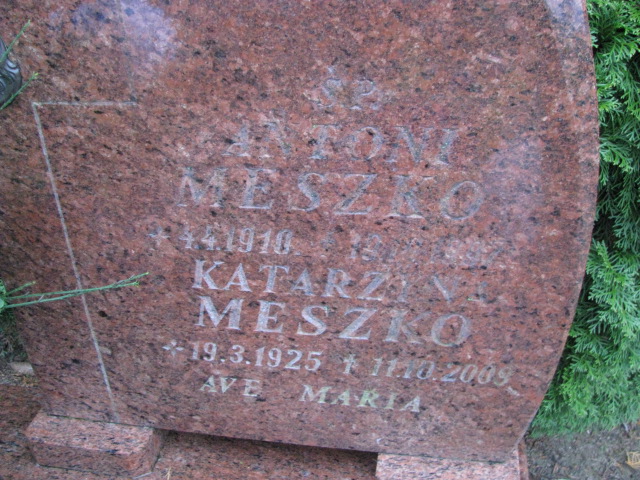 ŚP.
ANTONI
MESZKO
* 4.4.1910.
KATARZYNA
MESZKO
* 19.3.1925 † 11.10.2009.
AVE MARIA